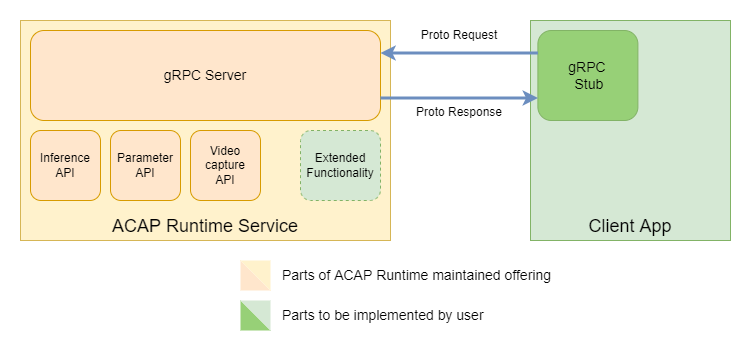 Proto Request
gRPC Server
gRPC
Stub
Proto Response
Inference
API
Parameter
API
Video
capture
API
Extended
Functionality
ACAP Runtime Service
Client App
Parts of ACAP Runtime maintained offering
Parts to be implemented by user